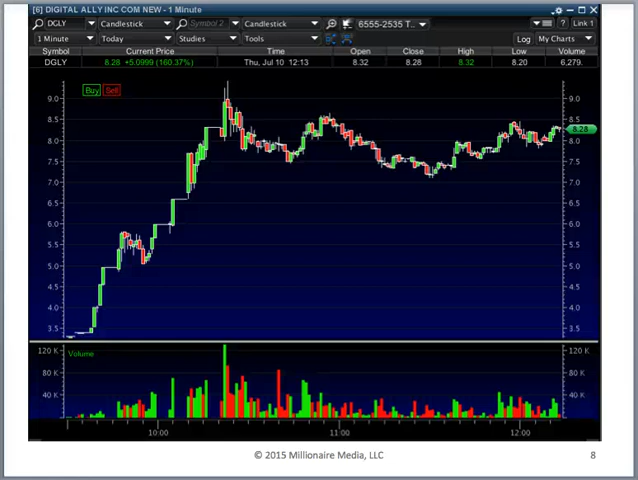 [6] DIGITAL ALLY INC COM NEW - 1 Minute
DGLY Candlestick Symbol 2 Candlestick 6555-2535 T.. ? Link 1
1 Minute Today Studies Tools Log My Charts
Symbol Current Price Time Open Close High Low Volume
DGLY 8.28 +5.0999 (160.37%) Thu, Jul 10 12:13 8.32 8.28 8.32 8.20 6,279.
Buy Sell
9.0 9.0
8.5 8.5
8.28
8.0 8.0
7.5 7.5
7.0 7.0
6.5 6.5
6.0 6.0
5.5 5.5
5.0 5.0
4.5 4.5
4.0 4.0
3.5 3.5
120 K 120 K
Volume
80 K 80 K
40 K 40 K
10:00 11:00 12:00
© 2015 Millionaire Media, LLC 8